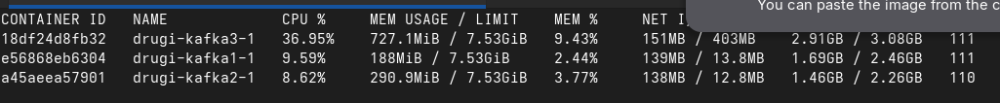 You can paste the image from the c
CONTAINER ID NAME CPU % MEM USAGE / LIMIT MEM % NET I
18df24d8fb32 drugi-kafka3-1 36.95% 727.1MiB / 7.53GiB 9.43% 151MB / 403MB 2.91GB / 3.08GB 111
e56868eb6304 drugi-kafka1-1 9.59% 188MiB / 7.53GiB 2.44% 139MB / 13.8MB 1.69GB / 2.46GB 111
a45aeea57901 drugi-kafka2-1 8.62% 290.9MiB / 7.53GiB 3.77% 138MB / 12.8MB 1.46GB / 2.26GB 110